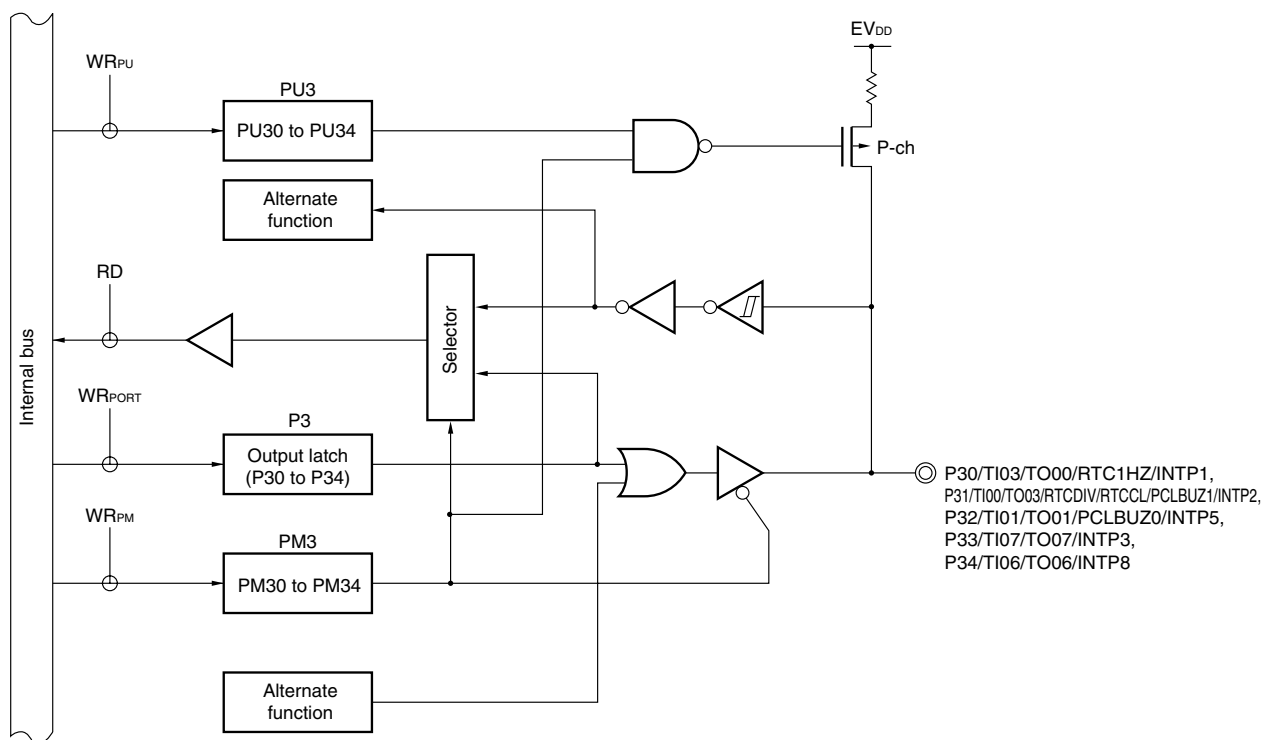 EVDD
WRPU
PU3
PU30 to PU34
P-ch
Alternate
function
RD
Selector
Internal bus
WRPORT
P3
Output latch
(P30 to P34)
P30/TI03/TO00/RTC1HZ/INTP1,
P31/TI00/TO03/RTCDIV/RTCCL/PCLBUZ1/INTP2,
P32/TI01/TO01/PCLBUZ0/INTP5,
P33/TI07/TO07/INTP3,
P34/TI06/TO06/INTP8
WRPM
PM3
PM30 to PM34
Alternate
function